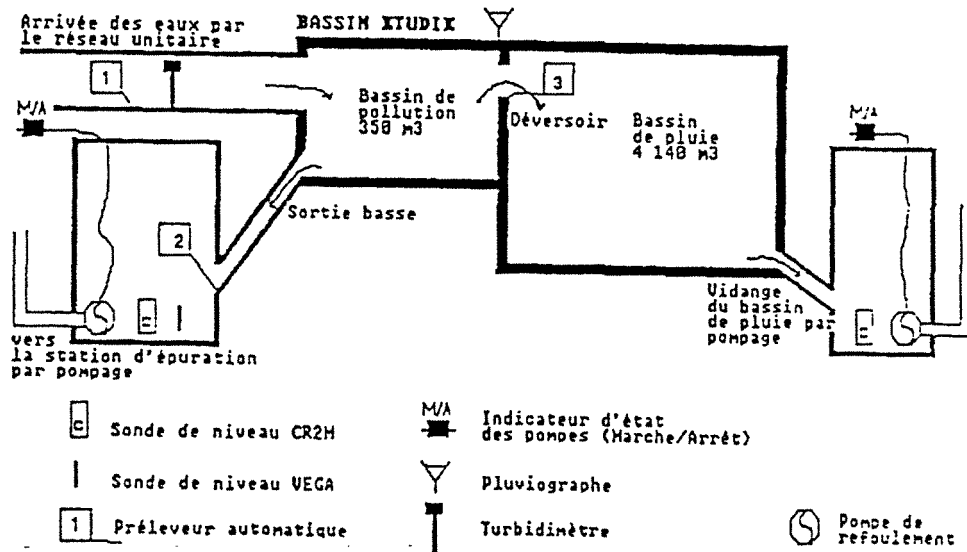 Arrivée des eaux par
le réseau unitaire
BASSIN XTUDIX
1
3
M/A
Bassin de
pollution
350 m3
Déversoir
Bassin
de pluie
4 140 m3
M/A
Sortie basse
2
c
c
Vidange
du bassin
de pluie par
pompage
vers
la station d'épuration
par pompage
c
Sonde de niveau CR2M
M/A
Indicateur d'état
des pompes (Marche/Arrêt)
Sonde de niveau VEGA
Pluviographe
1
Préleveur automatique
Turbidimètre
Pompe de
refoulement